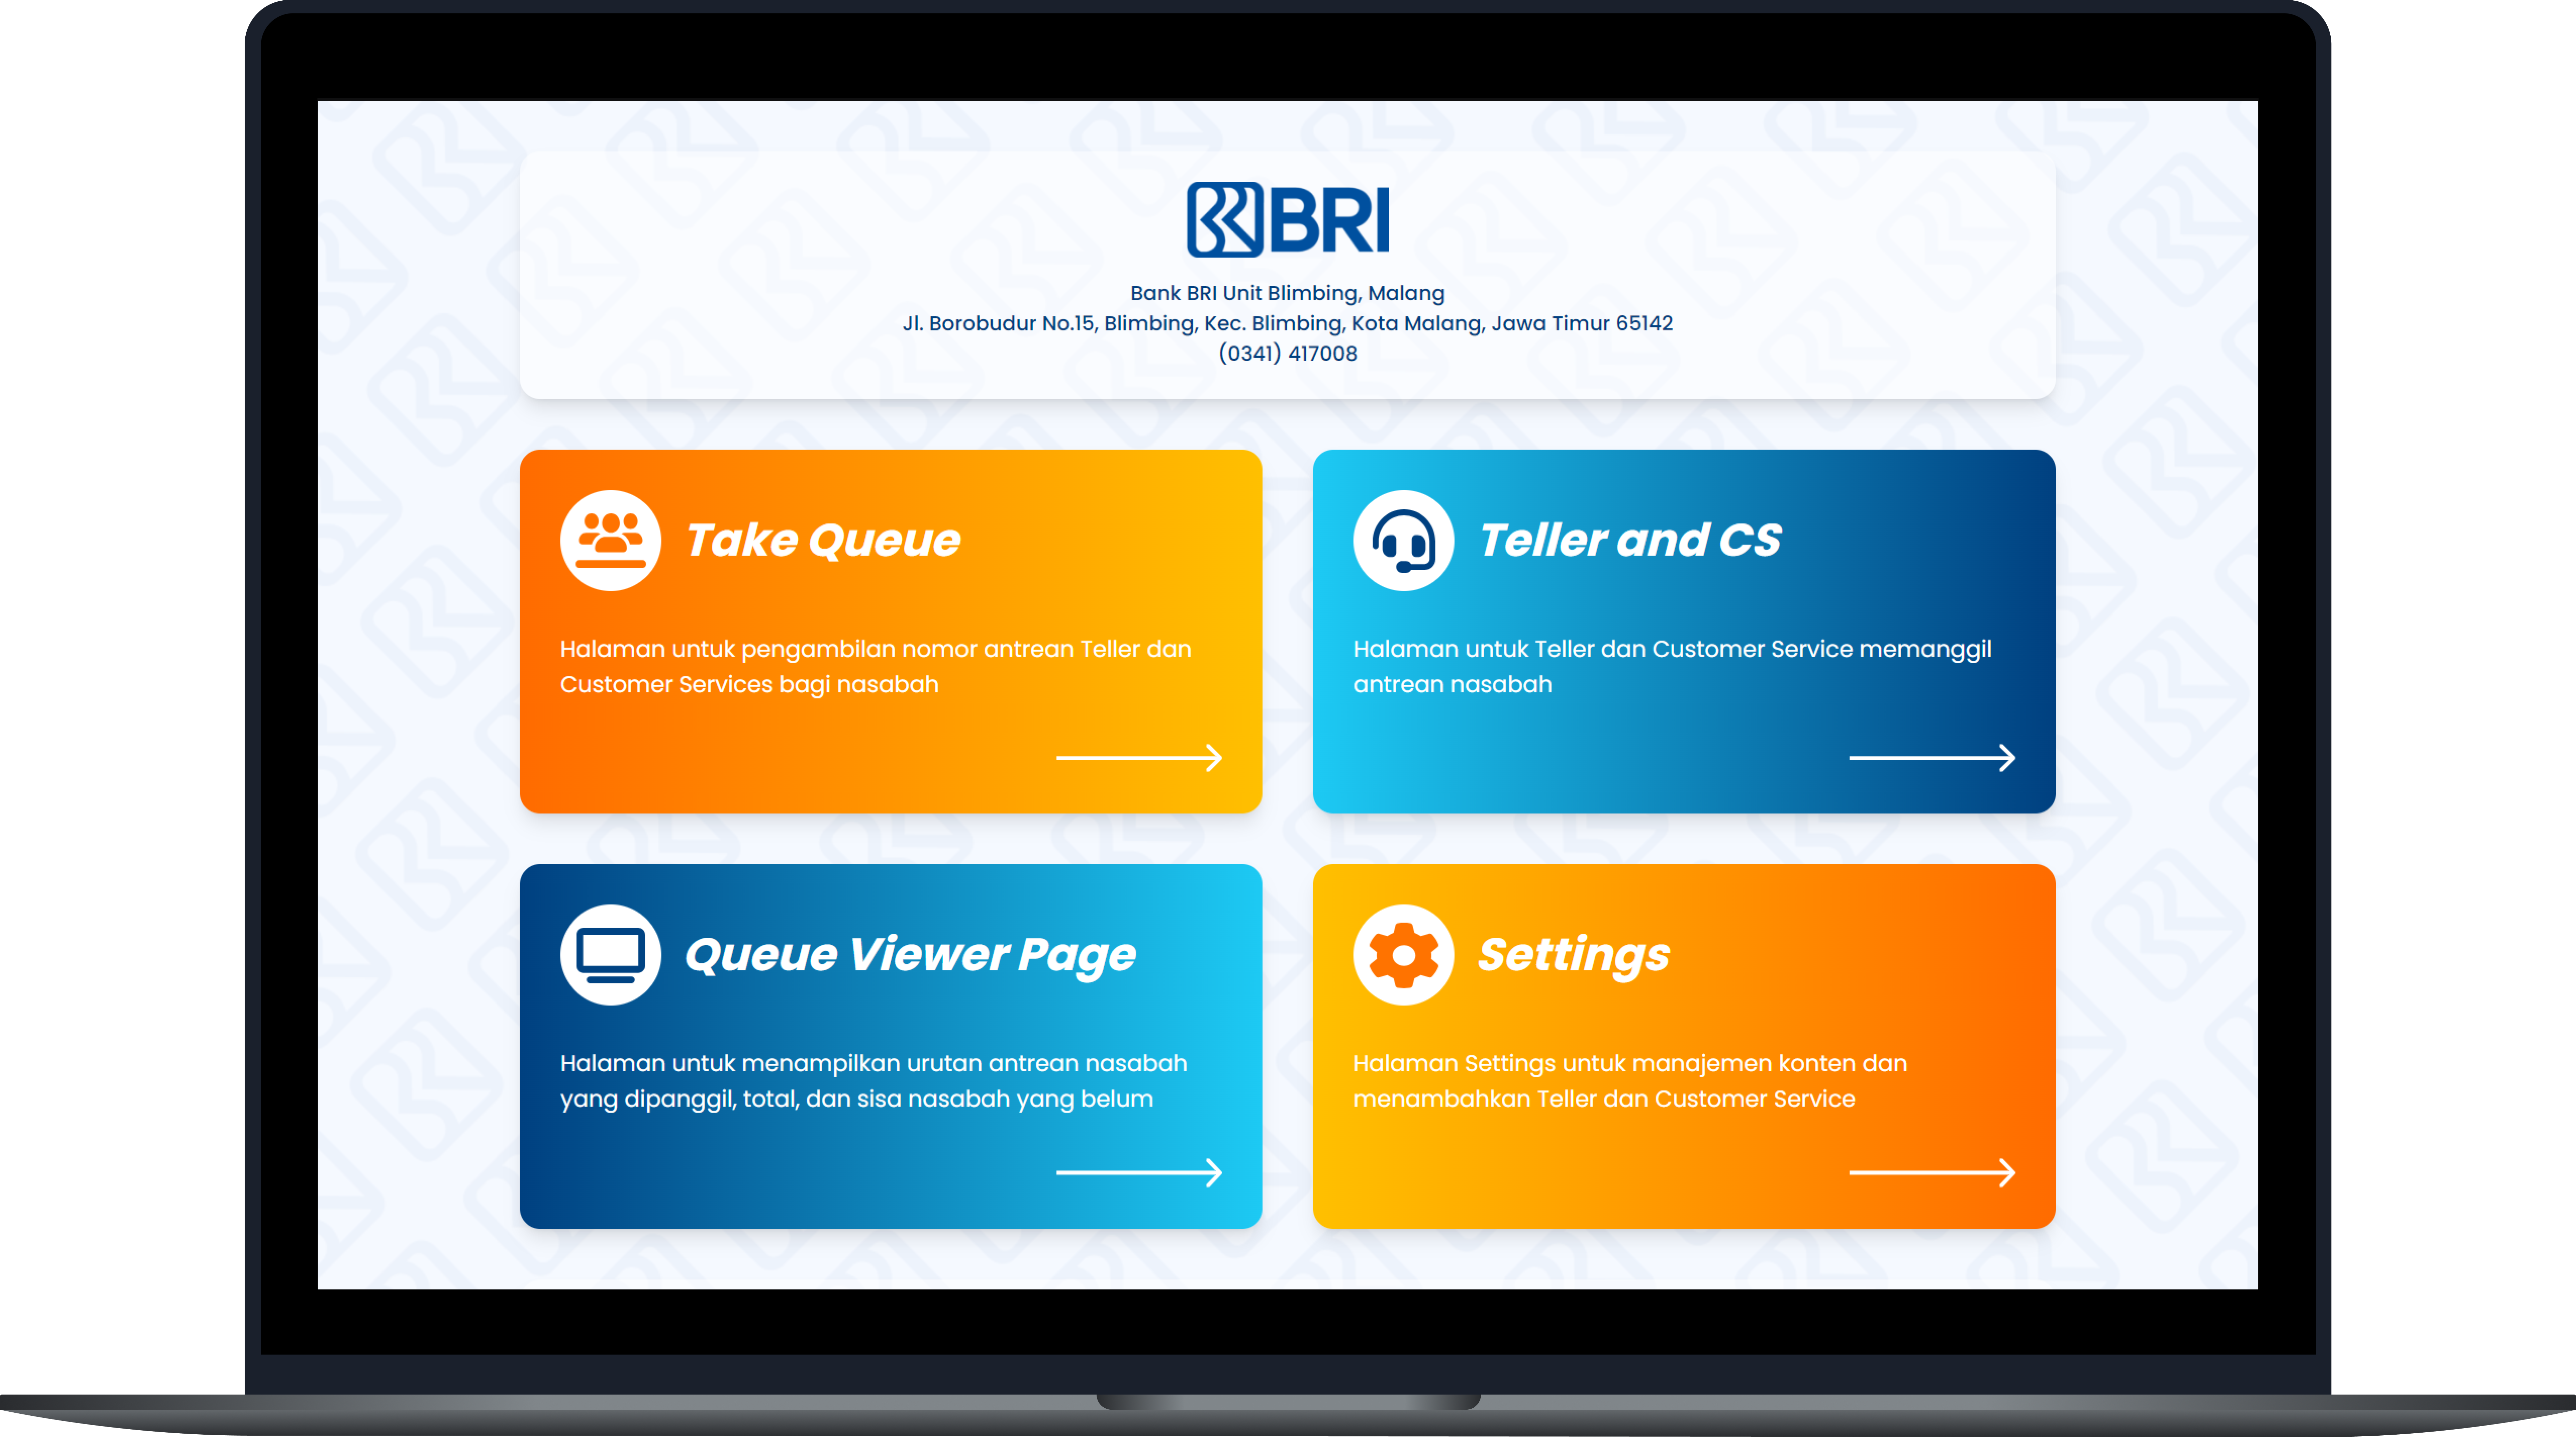 BRI
Bank BRI Unit Blimbing, Malang
Jl. Borobudur No.15, Blimbing, Kec. Blimbing, Kota Malang, Jawa Timur 65142
(0341) 417008
Take Queue
Halaman untuk pengambilan nomor antrean Teller dan
Customer Services bagi nasabah
Teller and CS
Halaman untuk Teller dan Customer Service memanggil
antrean nasabah
Queue Viewer Page
Halaman untuk menampilkan urutan antrean nasabah
yang dipanggil, total, dan sisa nasabah yang belum
Settings
Halaman Settings untuk manajemen konten dan
menambahkan Teller dan Customer Service